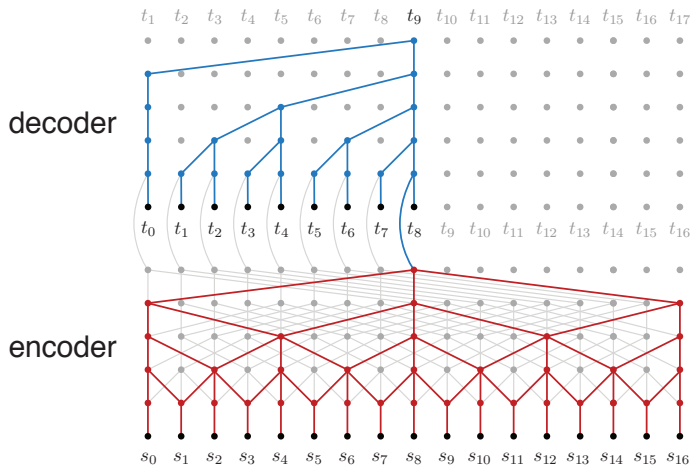 t₁ t₂ t₃ t₄ t₅ t₆ t₇ t₈ t₉ t₁₀ t₁₁ t₁₂ t₁₃ t₁₄ t₁₅ t₁₆ t₁₇
decoder
t₀ t₁ t₂ t₃ t₄ t₅ t₆ t₇ t₈ t₉ t₁₀ t₁₁ t₁₂ t₁₃ t₁₄ t₁₅ t₁₆
encoder
s₀ s₁ s₂ s₃ s₄ s₅ s₆ s₇ s₈ s₉ s₁₀ s₁₁ s₁₂ s₁₃ s₁₄ s₁₅ s₁₆